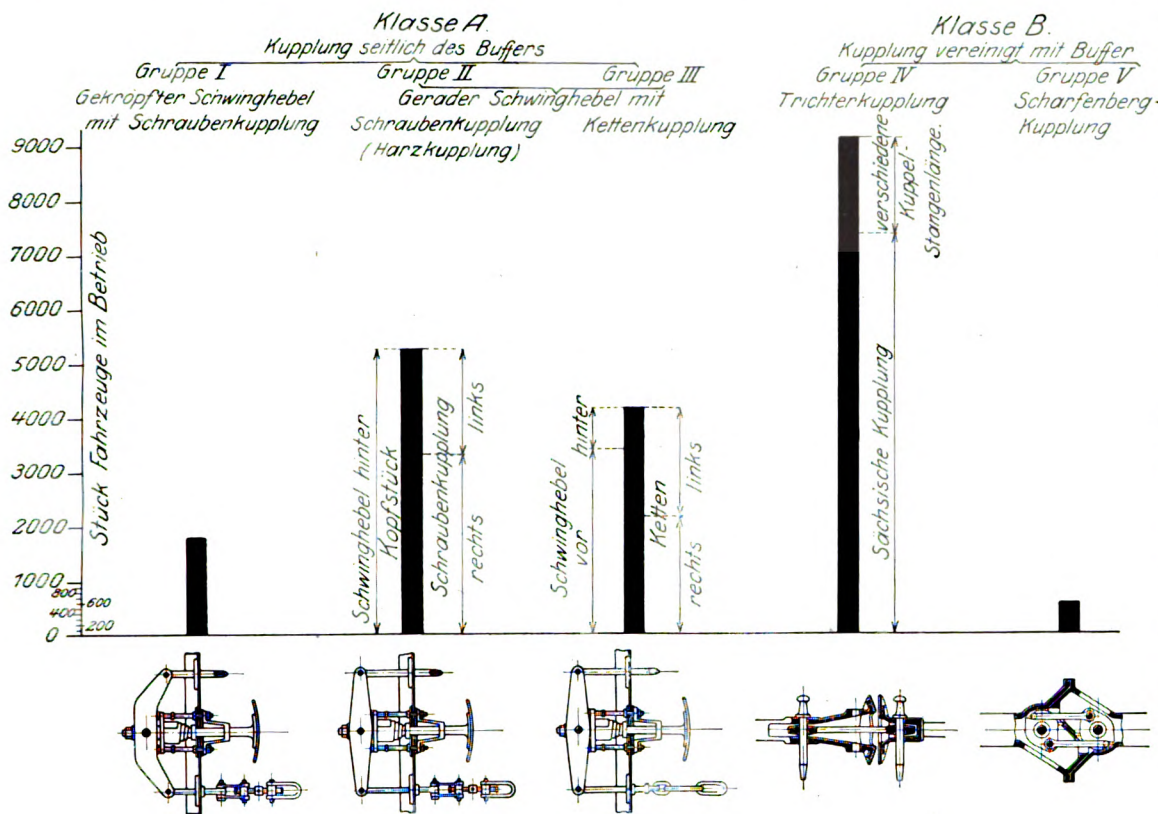 Klasse A.
Kupplung seitlich des Buffers
Gruppe I
Gekröpfter Schwinghebel
mit Schraubenkupplung
Gruppe II
Gruppe III
Gerader Schwinghebel mit
Schraubenkupplung
(Harzkupplung)
Kettenkupplung
Klasse B.
Kupplung vereinigt mit Buffer
Gruppe IV
Trichterkupplung
Gruppe V
Scharfenberg-
Kupplung
9000
8000
7000
6000
5000
4000
3000
2000
1000
800
600
400
200
0
Stück Fahrzeuge im Betrieb
Schwinghebel hinter
Kopfstück
Schraubenkupplung
links
rechts
hinter
Schwinghebel
vor
Ketten
links
rechts
verschiedene
Kuppel-
Stangenlänge.
Sächsische Kupplung